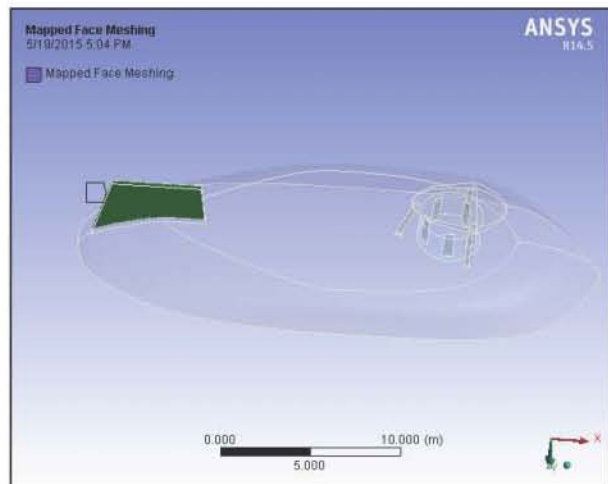 Mapped Face Meshing
5/19/2015 5:04 PM
Mapped Face Meshing
ANSYS
R14.5
0.000 10.000 (m)
5.000
X